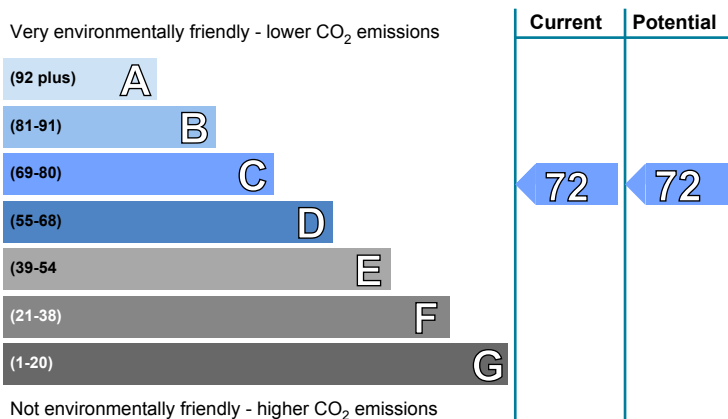 Current Potential
Very environmentally friendly - lower CO₂ emissions
(92 plus) A
(81-91) B
(69-80) C 72 72
(55-68) D
(39-54 E
(21-38) F
(1-20) G
Not environmentally friendly - higher CO₂ emissions